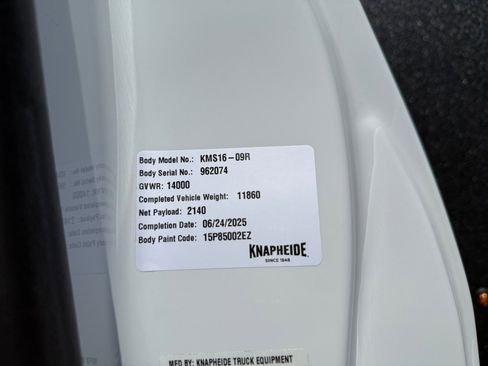 Body Model No.: KMS16-09R
Body Serial No.: 962074
GVWR: 14000
Completed Vehicle Weight: 11860
Net Payload: 2140
Completion Date: 06/24/2025
Body Paint Code: 15P85002EZ
KNAPHEIDE
SINCE 1848
MFD BY: KNAPHEIDE TRUCK EQUIPMENT